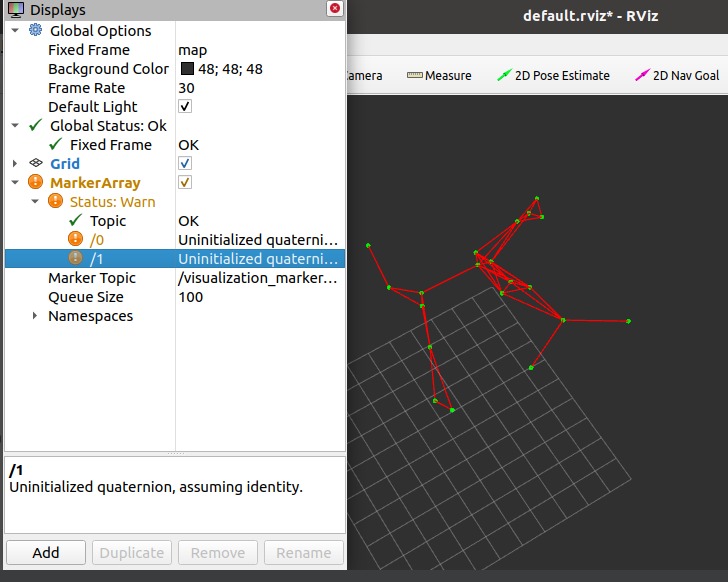 Displays
default.rviz* - RViz
Camera Measure 2D Pose Estimate 2D Nav Goal
Global Options
Fixed Frame map
Background Color 48; 48; 48
Frame Rate 30
Default Light
Global Status: Ok
Fixed Frame OK
Grid
MarkerArray
Status: Warn
Topic OK
/0 Uninitialized quaterni...
/1 Uninitialized quaterni...
Marker Topic /visualization_marker...
Queue Size 100
Namespaces
/1
Uninitialized quaternion, assuming identity.
Add Duplicate Remove Rename